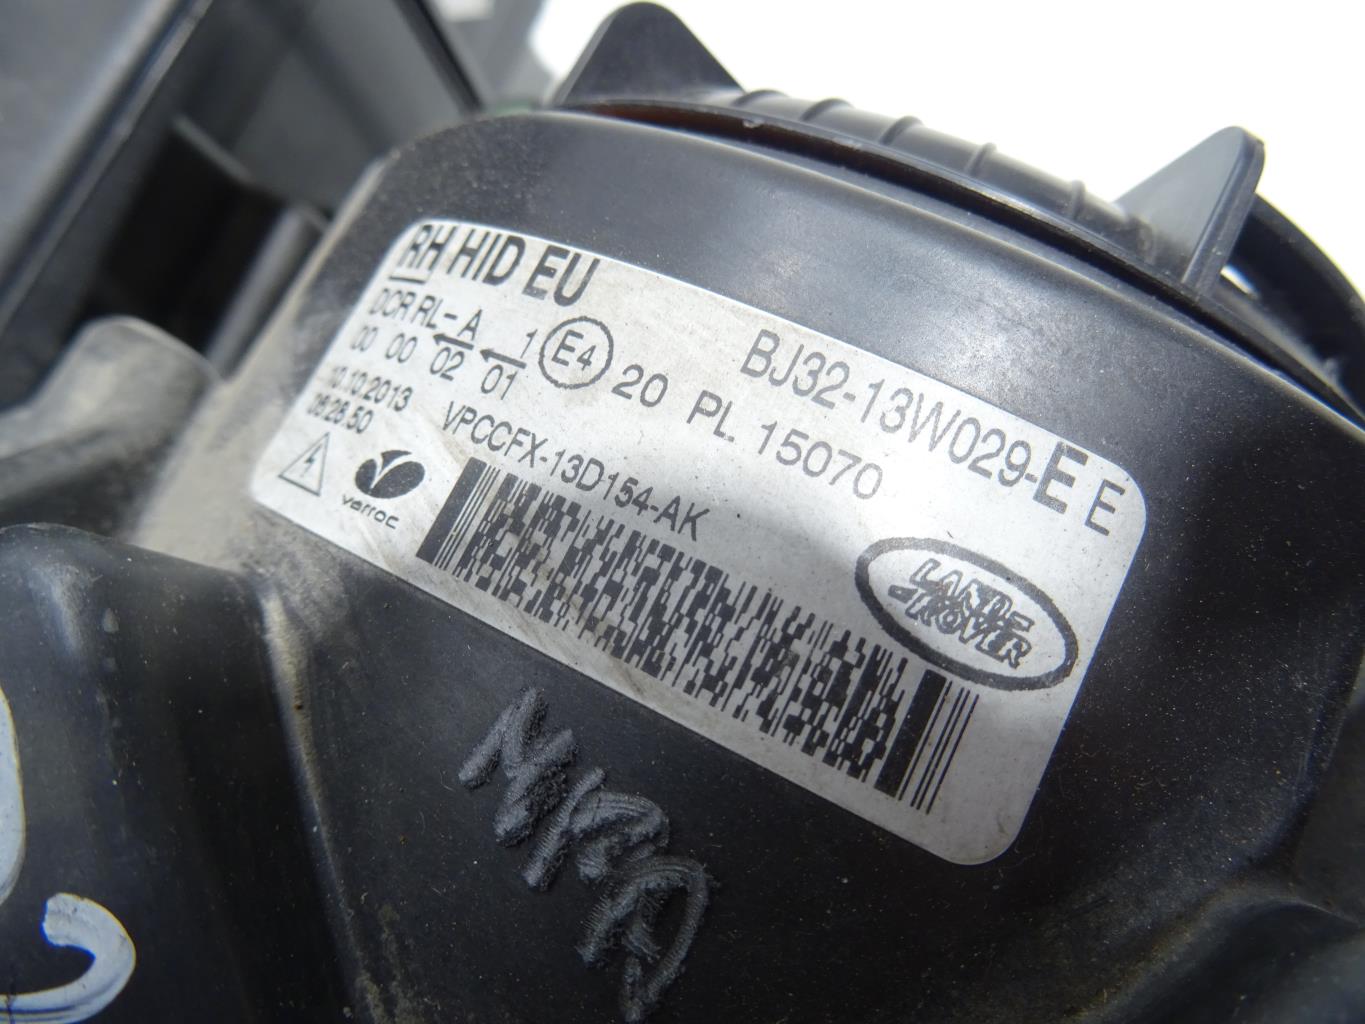 RH HID EU
BJ32-13W029-E E
DCR RL-A 1 E4 20 PL. 15070
00 00 02 01
10.10.2013 VPCCFX-13D154-AK
08:28:50
varroc
LAND ROVER